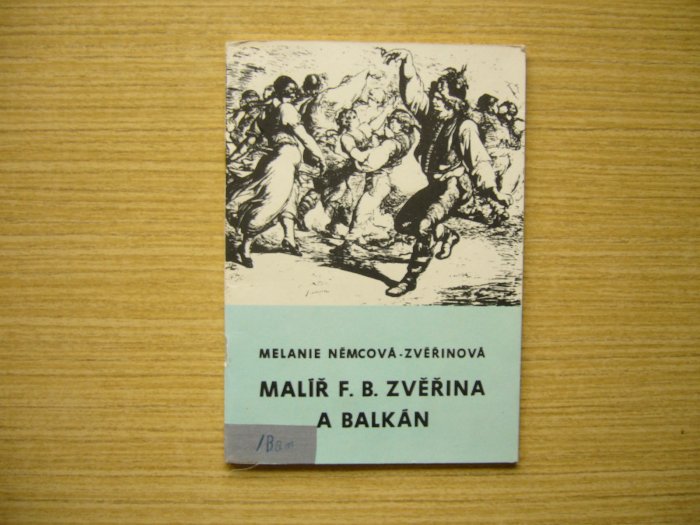 MELANIE NĚMCOVÁ-ZVĚŘINOVÁ
MALÍŘ F. B. ZVĚŘINA
A BALKÁN